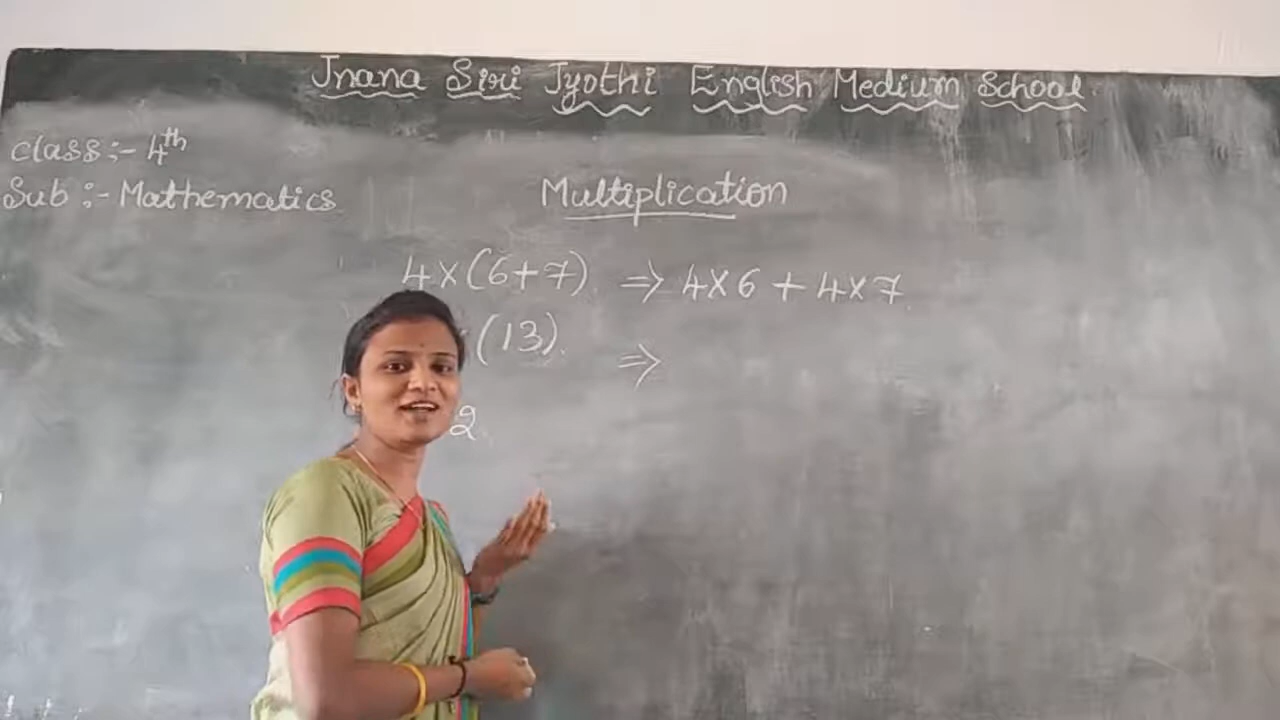 Jnana Siri Jyothi English Medium School
Class:- 4th
Sub :- Mathematics
Multiplication
4×(6+7) ⇒ 4×6 + 4×7
(13). ⇒
2.